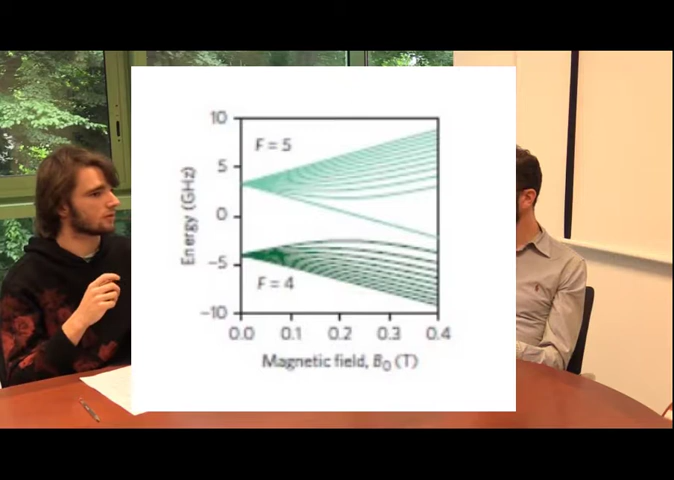 10
5
0
−5
−10
Energy (GHz)
F = 5
F = 4
0.0 0.1 0.2 0.3 0.4
Magnetic field, B₀ (T)